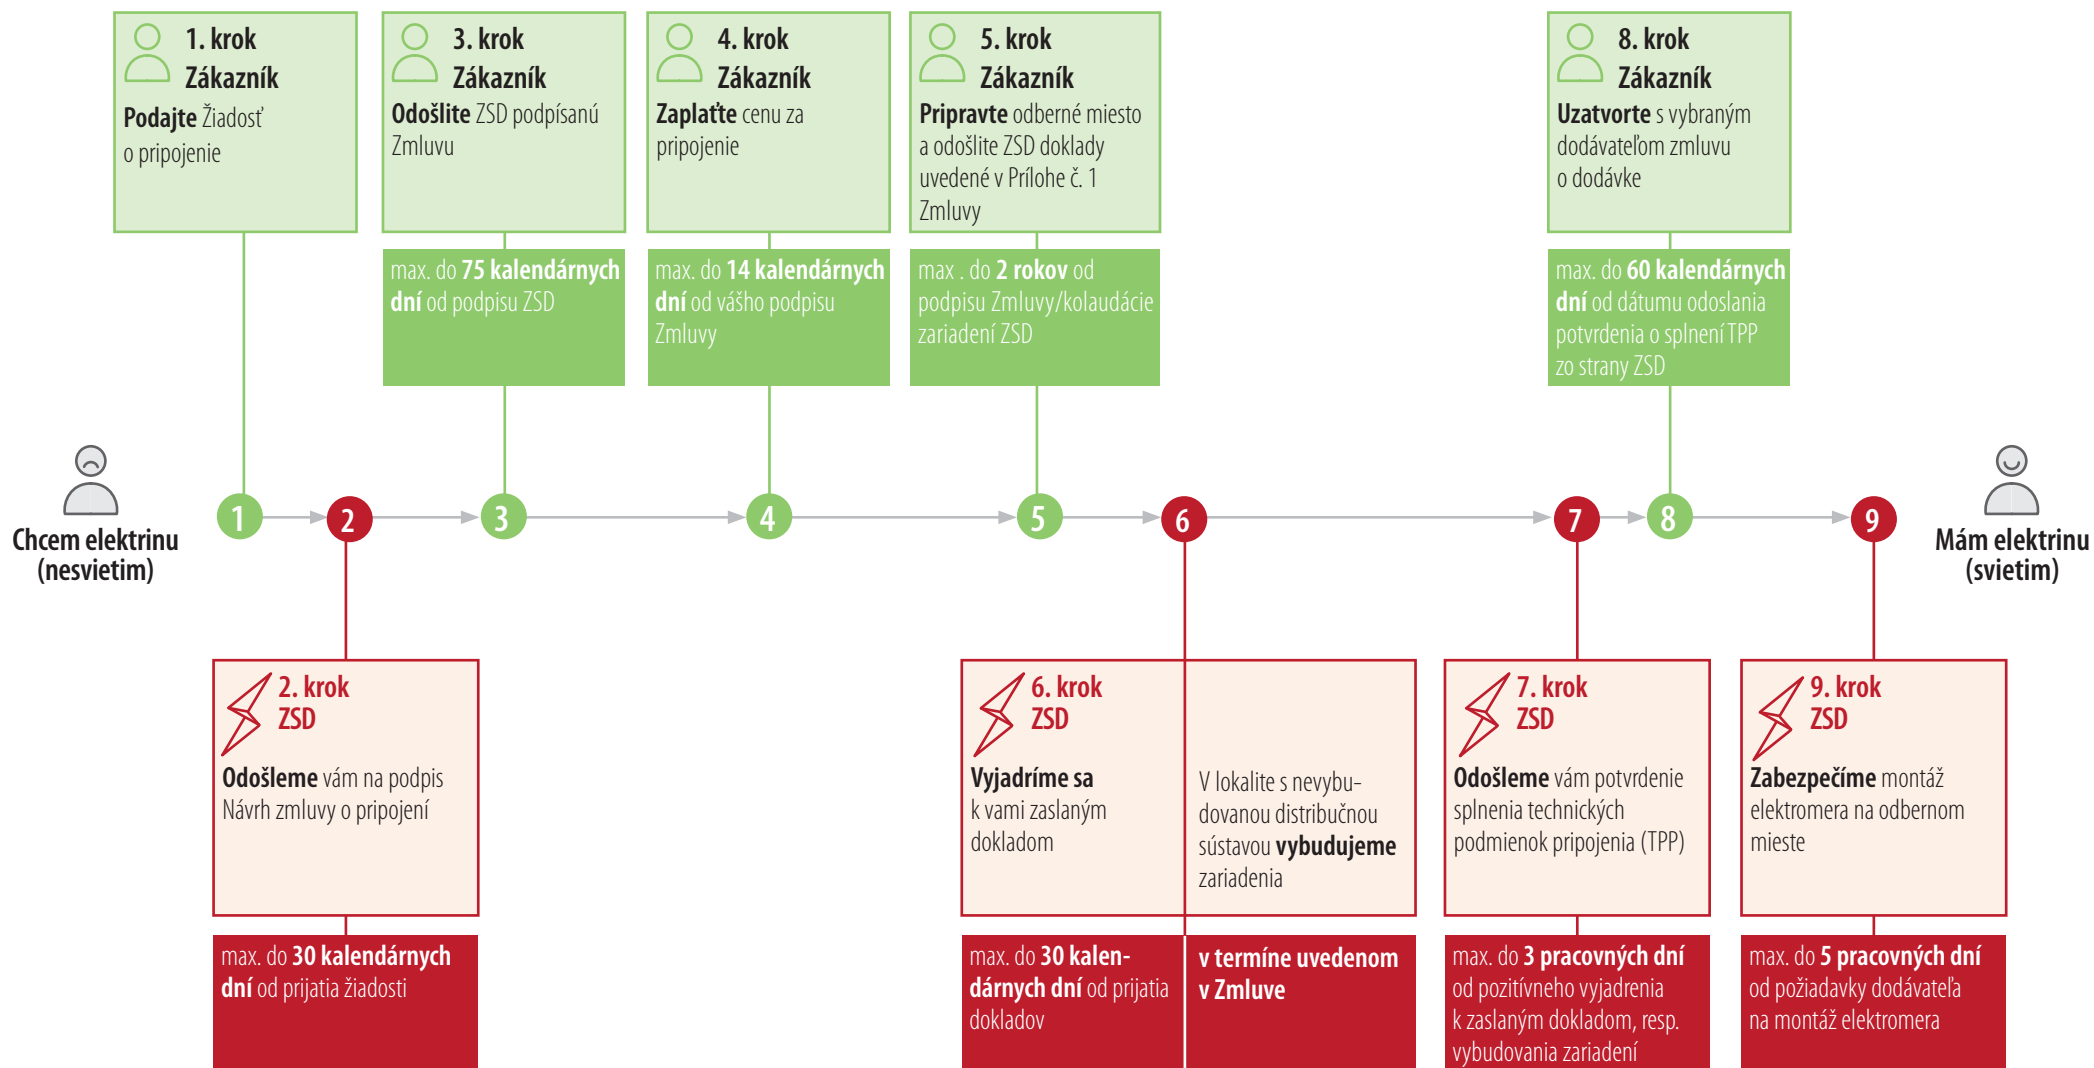 1. krok
Zákazník
Podajte Žiadosť
o pripojenie
3. krok
Zákazník
Odošlite ZSD podpísanú
Zmluvu
max. do 75 kalendárnych
dní od podpisu ZSD
4. krok
Zákazník
Zaplaťte cenu za
pripojenie
max. do 14 kalendárnych
dní od vášho podpisu
Zmluvy
5. krok
Zákazník
Pripravte odberné miesto
a odošlite ZSD doklady
uvedené v Prílohe č. 1
Zmluvy
max . do 2 rokov od
podpisu Zmluvy/kolaudácie
zariadení ZSD
8. krok
Zákazník
Uzatvorte s vybraným
dodávateľom zmluvu
o dodávke
max. do 60 kalendárnych
dní od dátumu odoslania
potvrdenia o splnení TPP
zo strany ZSD
Chcem elektrinu
(nesvietim)
1
2
3
4
5
6
7
8
9
Mám elektrinu
(svietim)
2. krok
ZSD
Odošleme vám na podpis
Návrh zmluvy o pripojení
max. do 30 kalendárnych
dní od prijatia žiadosti
6. krok
ZSD
Vyjadríme sa
k vami zaslaným
dokladom
max. do 30 kalen-
dárnych dní od prijatia
dokladov
V lokalite s nevybu-
dovanou distribučnou
sústavou vybudujeme
zariadenia
v termíne uvedenom
v Zmluve
7. krok
ZSD
Odošleme vám potvrdenie
splnenia technických
podmienok pripojenia (TPP)
max. do 3 pracovných dní
od pozitívneho vyjadrenia
k zaslaným dokladom, resp.
vybudovania zariadení
9. krok
ZSD
Zabezpečíme montáž
elektromera na odbernom
mieste
max. do 5 pracovných dní
od požiadavky dodávateľa
na montáž elektromera